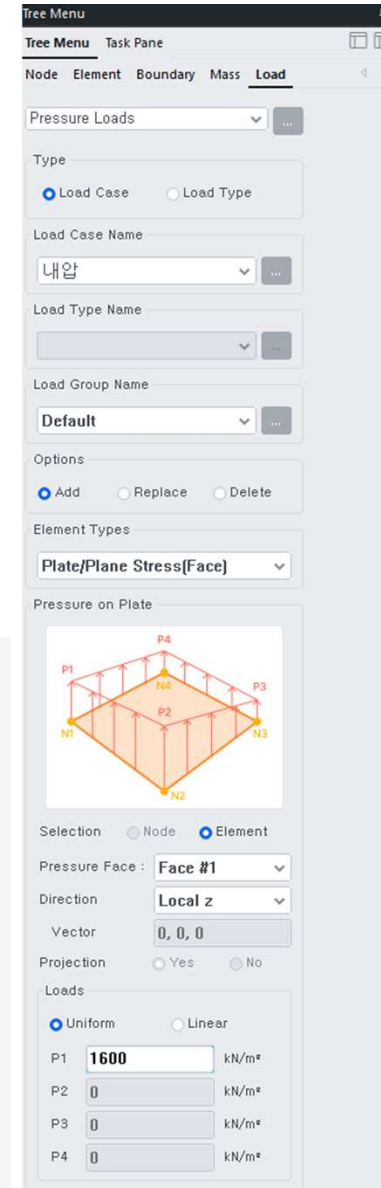 Tree Menu
Tree Menu Task Pane
Node Element Boundary Mass Load
Pressure Loads ...
Type
Load Case Load Type
Load Case Name
내압 ...
Load Type Name
...
Load Group Name
Default ...
Options
Add Replace Delete
Element Types
Plate/Plane Stress(Face)
Pressure on Plate
P4
P1
N4
P3
P2
N1
N3
N2
Selection Node Element
Pressure Face : Face #1
Direction Local z
Vector 0, 0, 0
Projection Yes No
Loads
Uniform Linear
P1 1600 kN/m²
P2 0 kN/m²
P3 0 kN/m²
P4 0 kN/m²